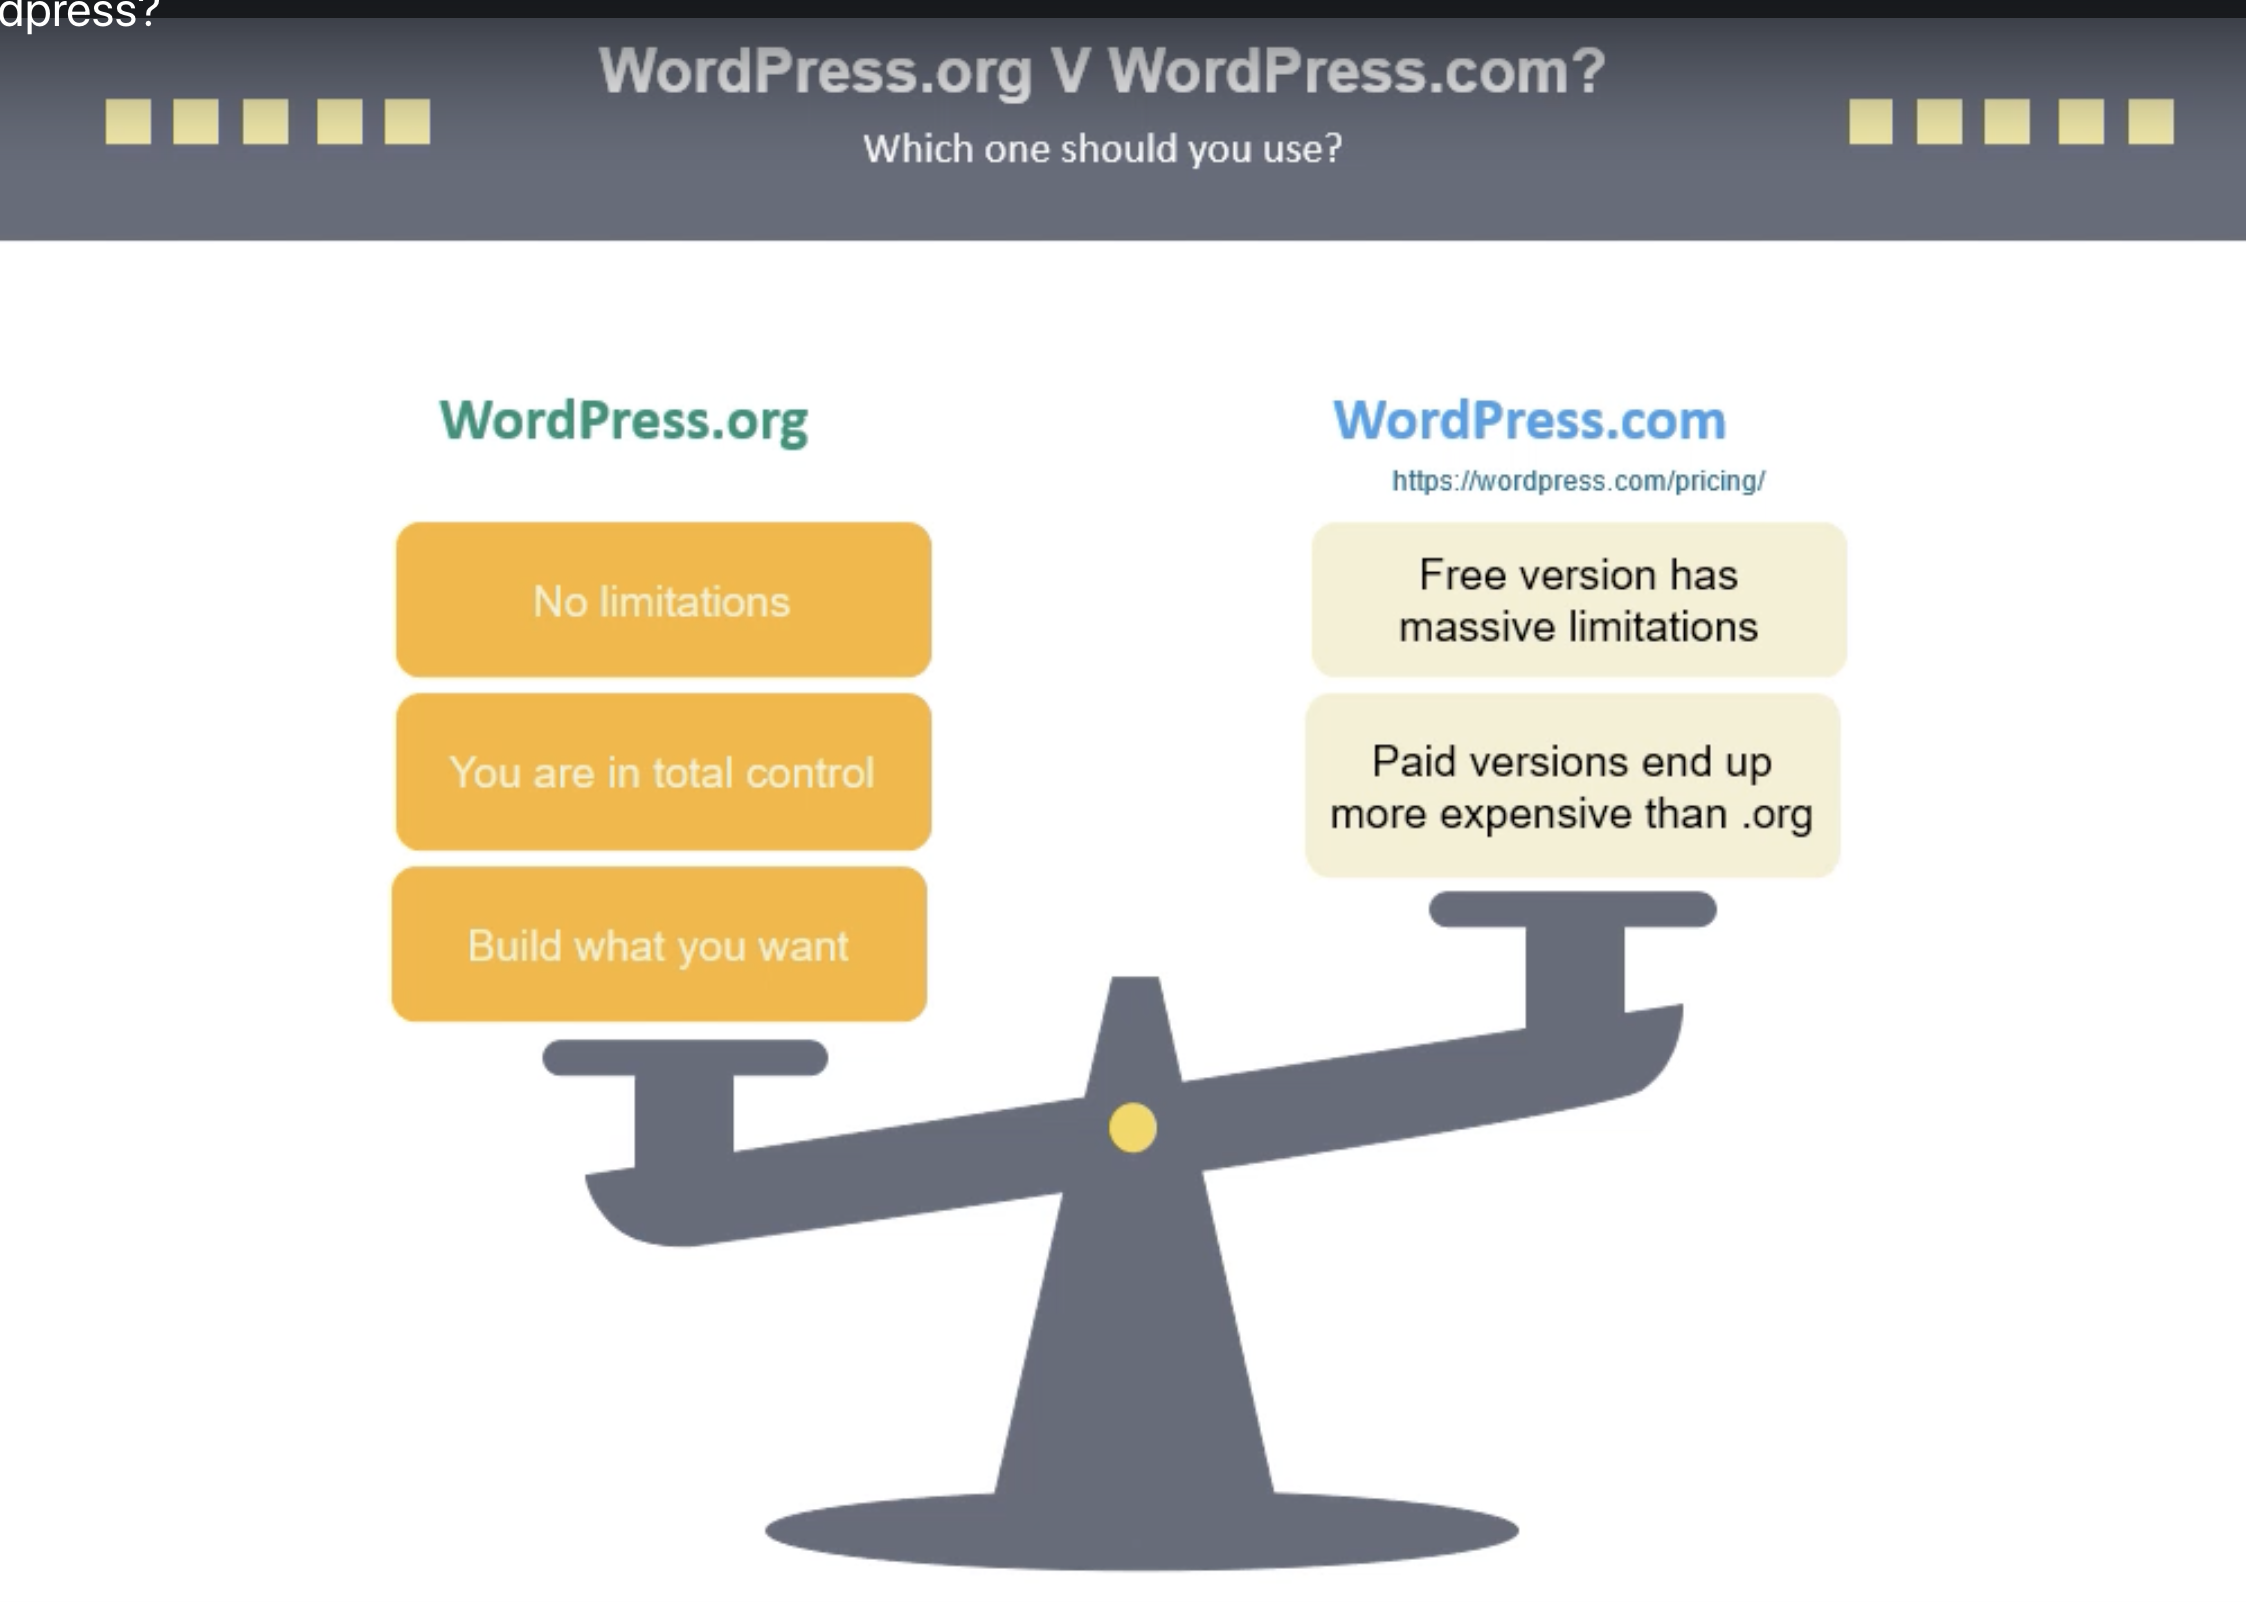 dpress?
WordPress.org V WordPress.com?
Which one should you use?
WordPress.org
No limitations
You are in total control
Build what you want
WordPress.com
https://wordpress.com/pricing/
Free version has
massive limitations
Paid versions end up
more expensive than .org